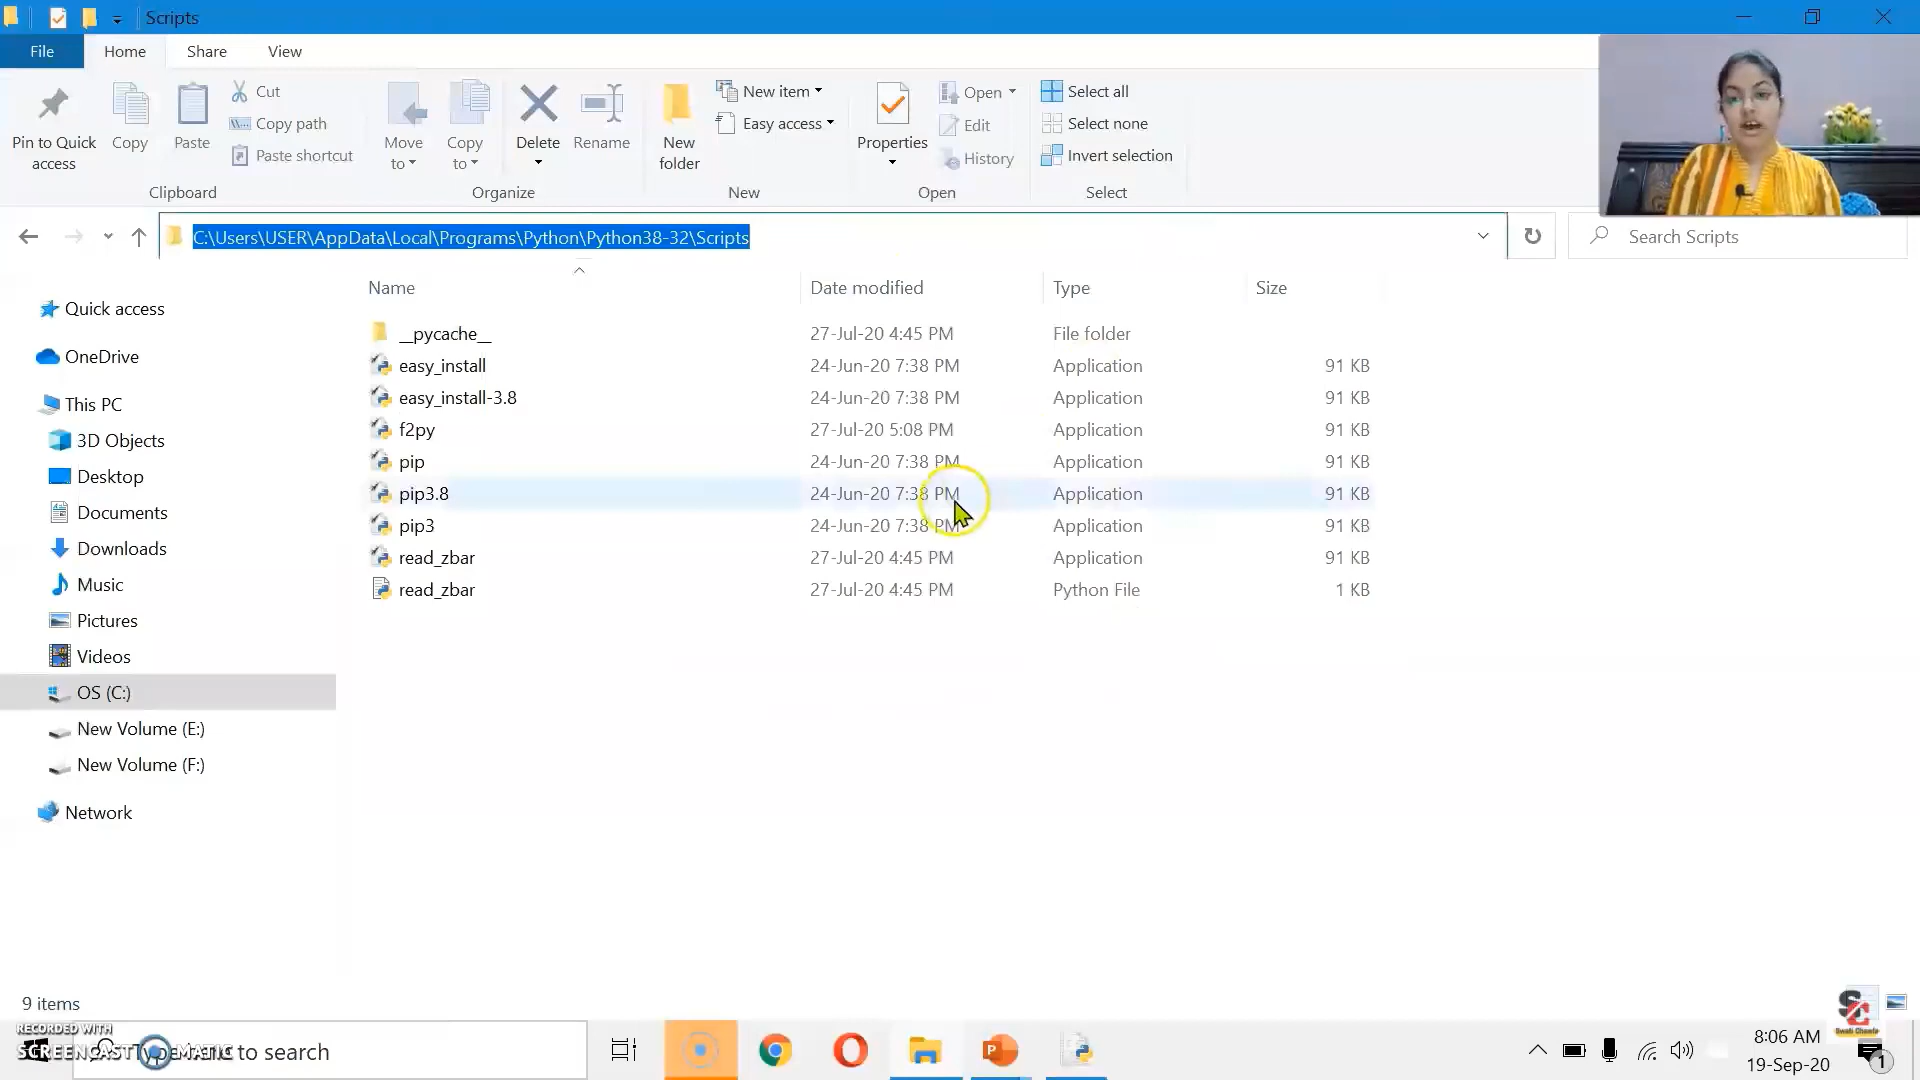 Scripts
File Home Share View
Pin to Quick access
Copy
Paste
Cut
Copy path
Paste shortcut
Clipboard
Move to
Copy to
Delete
Rename
Organize
New folder
New item
Easy access
New
Properties
Open
Edit
History
Open
Select all
Select none
Invert selection
Select
C:\Users\USER\AppData\Local\Programs\Python\Python38-32\Scripts
Search Scripts
Name Date modified Type Size
Quick access
OneDrive
This PC
3D Objects
Desktop
Documents
Downloads
Music
Pictures
Videos
OS (C:)
New Volume (E:)
New Volume (F:)
Network
__pycache__ 27-Jul-20 4:45 PM File folder
easy_install 24-Jun-20 7:38 PM Application 91 KB
easy_install-3.8 24-Jun-20 7:38 PM Application 91 KB
f2py 27-Jul-20 5:08 PM Application 91 KB
pip 24-Jun-20 7:38 PM Application 91 KB
pip3.8 24-Jun-20 7:38 PM Application 91 KB
pip3 24-Jun-20 7:38 PM Application 91 KB
read_zbar 27-Jul-20 4:45 PM Application 91 KB
read_zbar 27-Jul-20 4:45 PM Python File 1 KB
9 items
RECORDED WITH
SCREENCAST MATIC
to search
Swati Chawla
8:06 AM
19-Sep-20
1